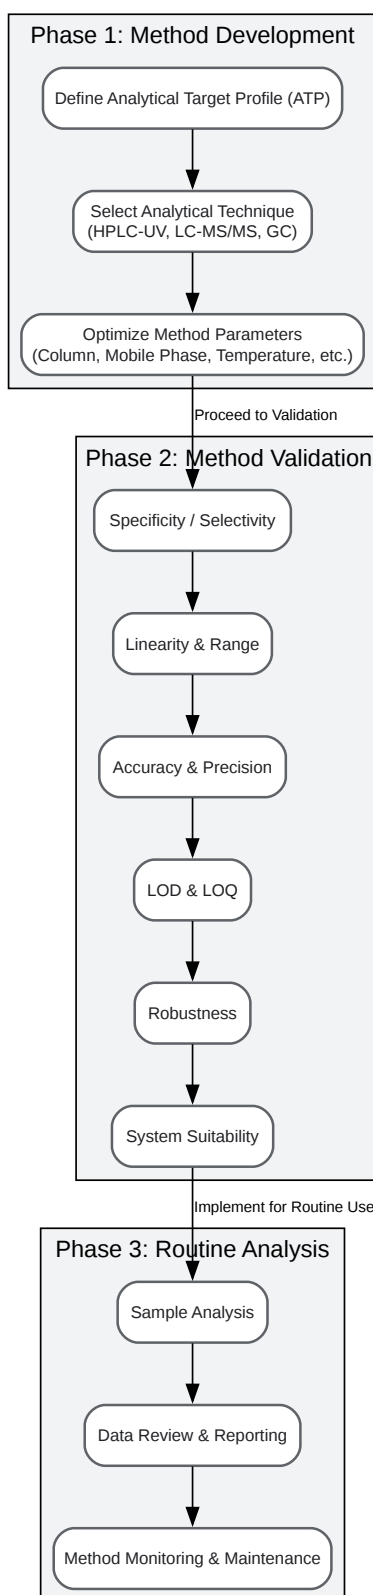 Phase 1: Method Development
Define Analytical Target Profile (ATP)
Select Analytical Technique
(HPLC-UV, LC-MS/MS, GC)
Optimize Method Parameters
(Column, Mobile Phase, Temperature, etc.)
Proceed to Validation
Phase 2: Method Validation
Specificity / Selectivity
Linearity & Range
Accuracy & Precision
LOD & LOQ
Robustness
System Suitability
Implement for Routine Use
Phase 3: Routine Analysis
Sample Analysis
Data Review & Reporting
Method Monitoring & Maintenance